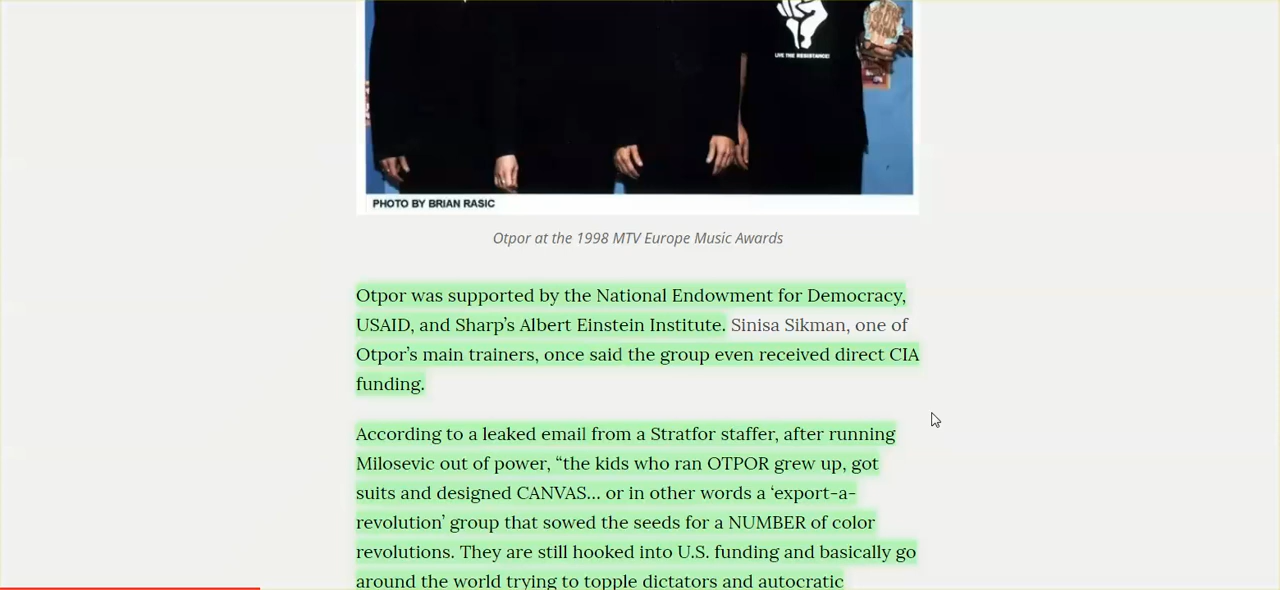 LIVE THE RESISTANCE!
PHOTO BY BRIAN RASIC
Otpor at the 1998 MTV Europe Music Awards
Otpor was supported by the National Endowment for Democracy,
USAID, and Sharp’s Albert Einstein Institute. Sinisa Sikman, one of
Otpor’s main trainers, once said the group even received direct CIA
funding.
According to a leaked email from a Stratfor staffer, after running
Milosevic out of power, “the kids who ran OTPOR grew up, got
suits and designed CANVAS… or in other words a ‘export-a-
revolution’ group that sowed the seeds for a NUMBER of color
revolutions. They are still hooked into U.S. funding and basically go
around the world trying to topple dictators and autocratic